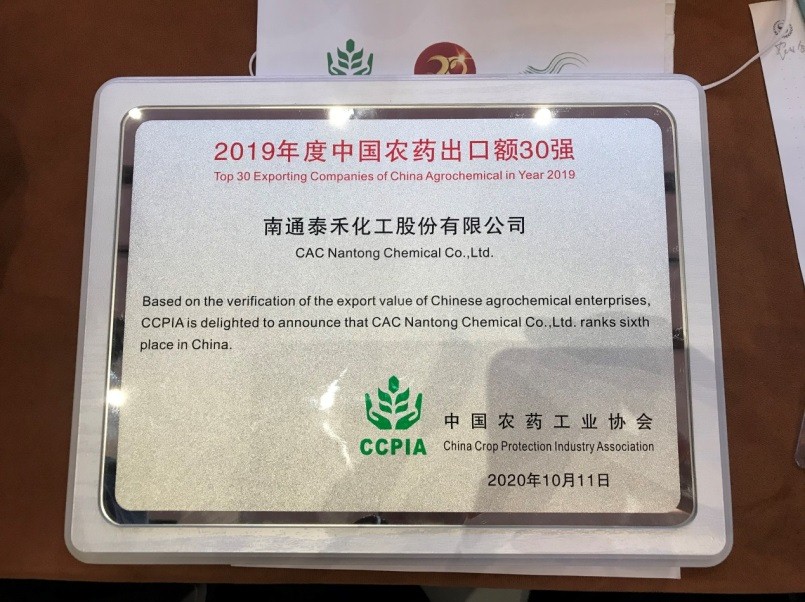 30
2019年度中国农药出口额30强
Top 30 Exporting Companies of China Agrochemical in Year 2019
南通泰禾化工股份有限公司
CAC Nantong Chemical Co.,Ltd.
Based on the verification of the export value of Chinese agrochemical enterprises,
CCPIA is delighted to announce that CAC Nantong Chemical Co.,Ltd. ranks sixth
place in China.
CCPIA
中国农药工业协会
China Crop Protection Industry Association
2020年10月11日